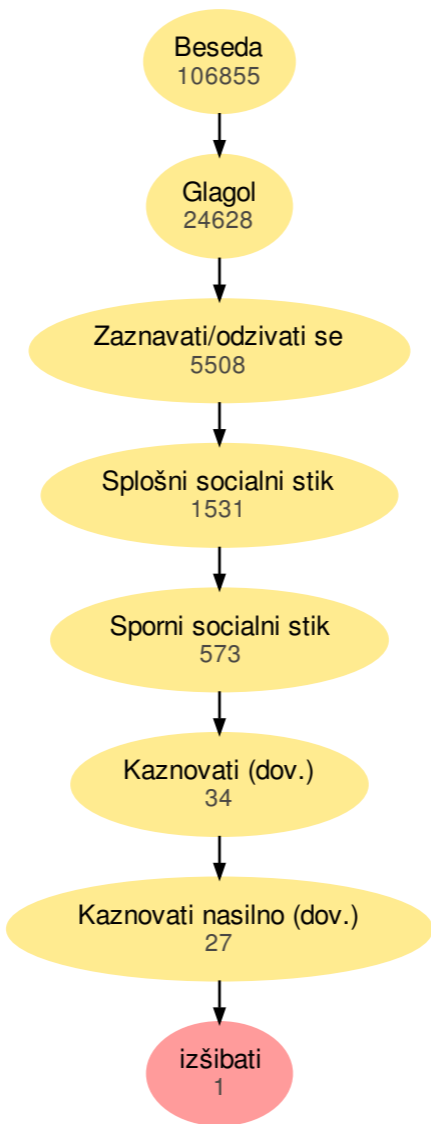 Beseda
106855
Glagol
24628
Zaznavati/odzivati se
5508
Splošni socialni stik
1531
Sporni socialni stik
573
Kaznovati (dov.)
34
Kaznovati nasilno (dov.)
27
izšibati
1